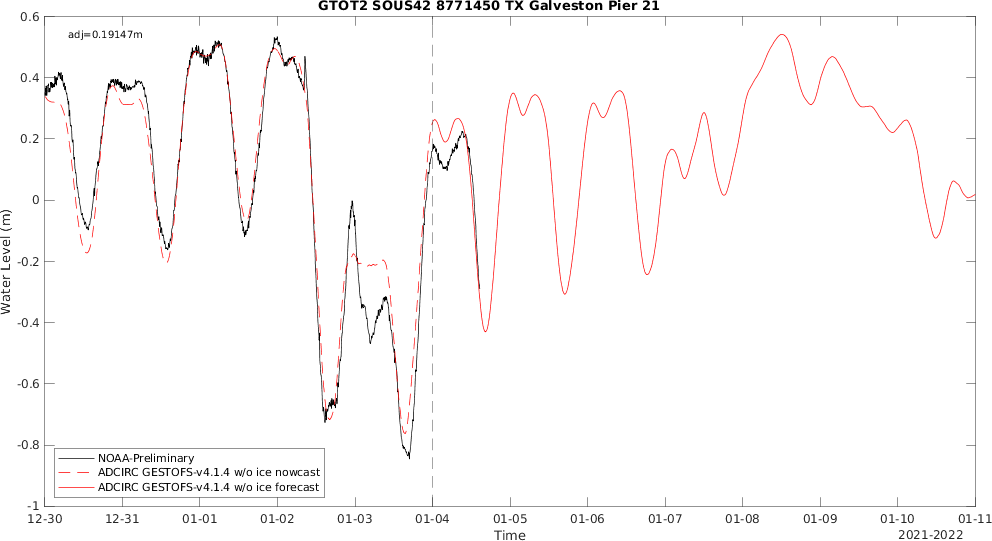 GTOT2 SOUS42 8771450 TX Galveston Pier 21
adj=0.19147m
0.6
0.4
0.2
0
-0.2
-0.4
-0.6
-0.8
-1
Water Level (m)
NOAA-Preliminary
ADCIRC GESTOFS-v4.1.4 w/o ice nowcast
ADCIRC GESTOFS-v4.1.4 w/o ice forecast
12-30 12-31 01-01 01-02 01-03 01-04 01-05 01-06 01-07 01-08 01-09 01-10 01-11
Time
2021-2022